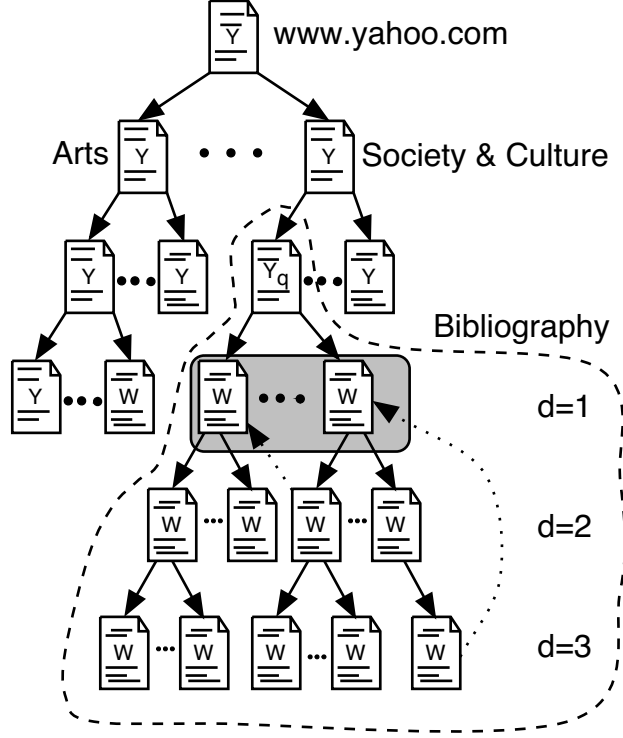 Y www.yahoo.com
Arts Y Y Society & Culture
Y Y Yq Y
Bibliography
Y W W W d=1
W W W W d=2
W W W W W d=3